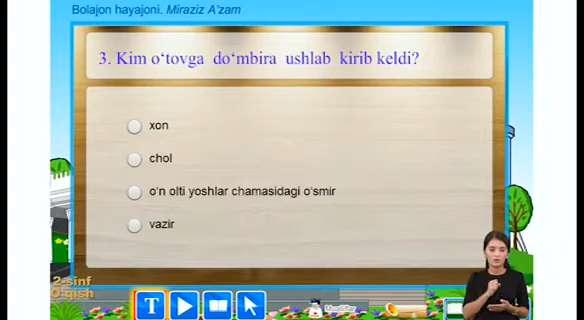 Bolajon hayajoni. Miraziz A'zam
3. Kim o‘tovga do‘mbira ushlab kirib keldi?
xon
chol
o‘n olti yoshlar chamasidagi o‘smir
vazir
2-sinf
O‘qish
T